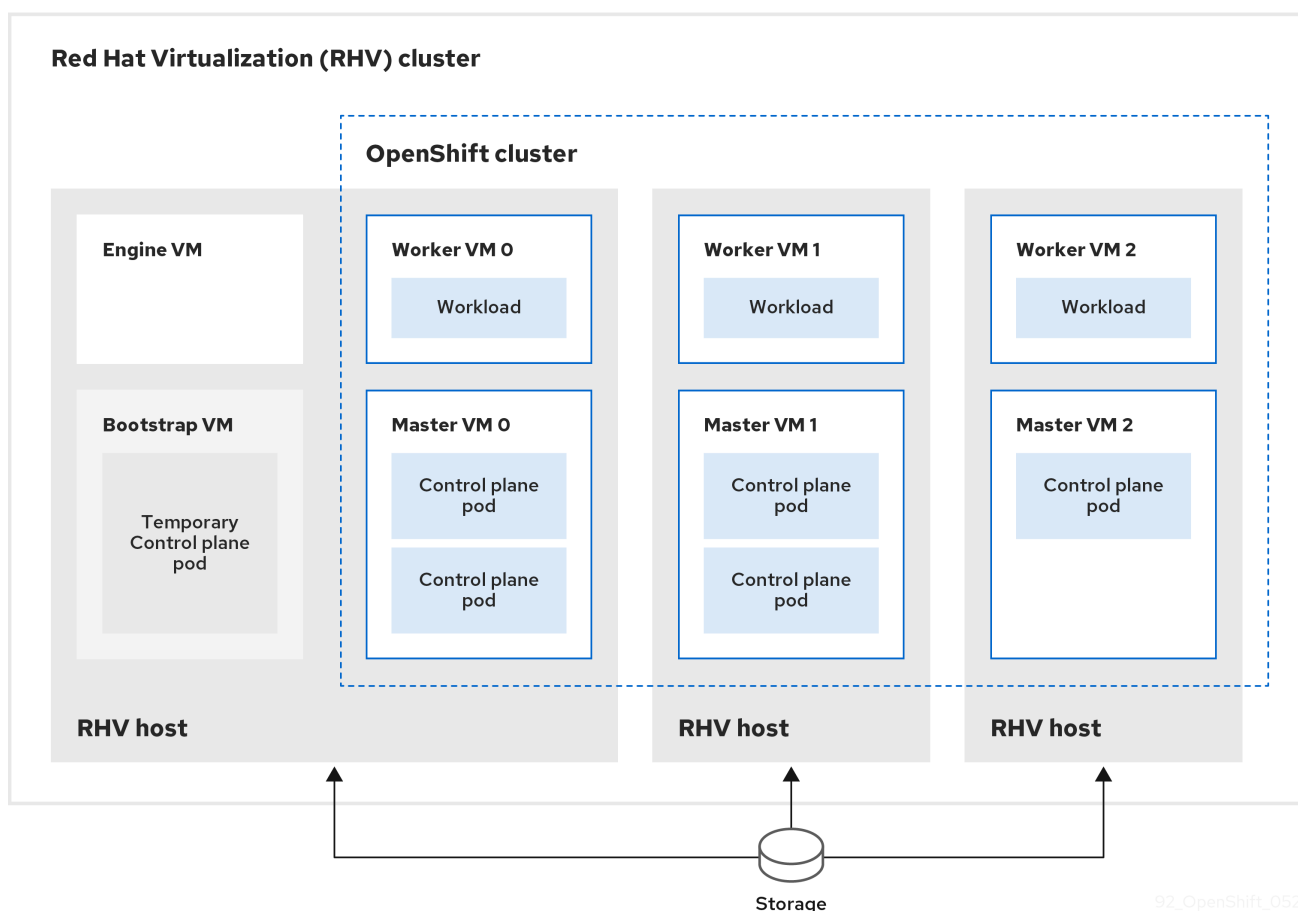 Red Hat Virtualization (RHV) cluster
OpenShift cluster
Engine VM
Worker VM 0
Workload
Worker VM 1
Workload
Worker VM 2
Workload
Bootstrap VM
Temporary
Control plane
pod
Master VM 0
Control plane
pod
Control plane
pod
Master VM 1
Control plane
pod
Control plane
pod
Master VM 2
Control plane
pod
RHV host
RHV host
RHV host
Storage
92_OpenShift_052